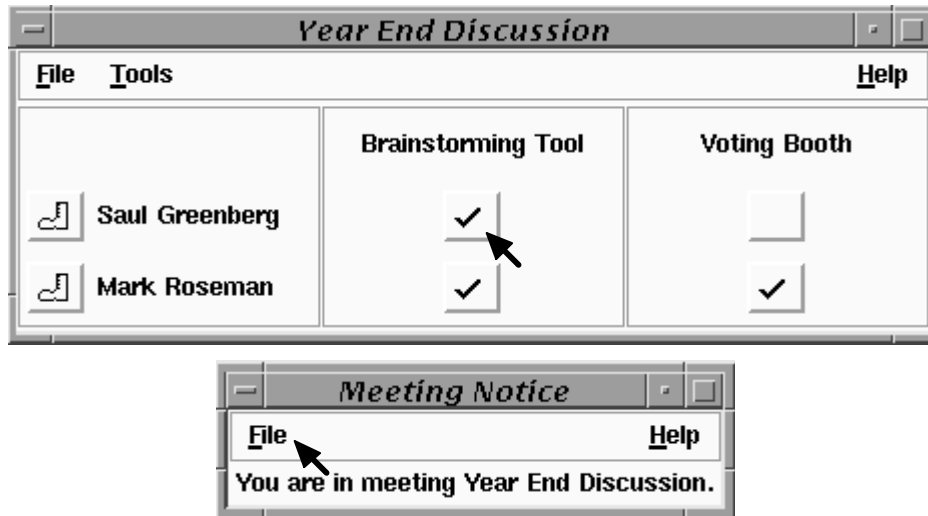 Year End Discussion
File Tools Help
Brainstorming Tool Voting Booth
Saul Greenberg
Mark Roseman
Meeting Notice
File Help
You are in meeting Year End Discussion.